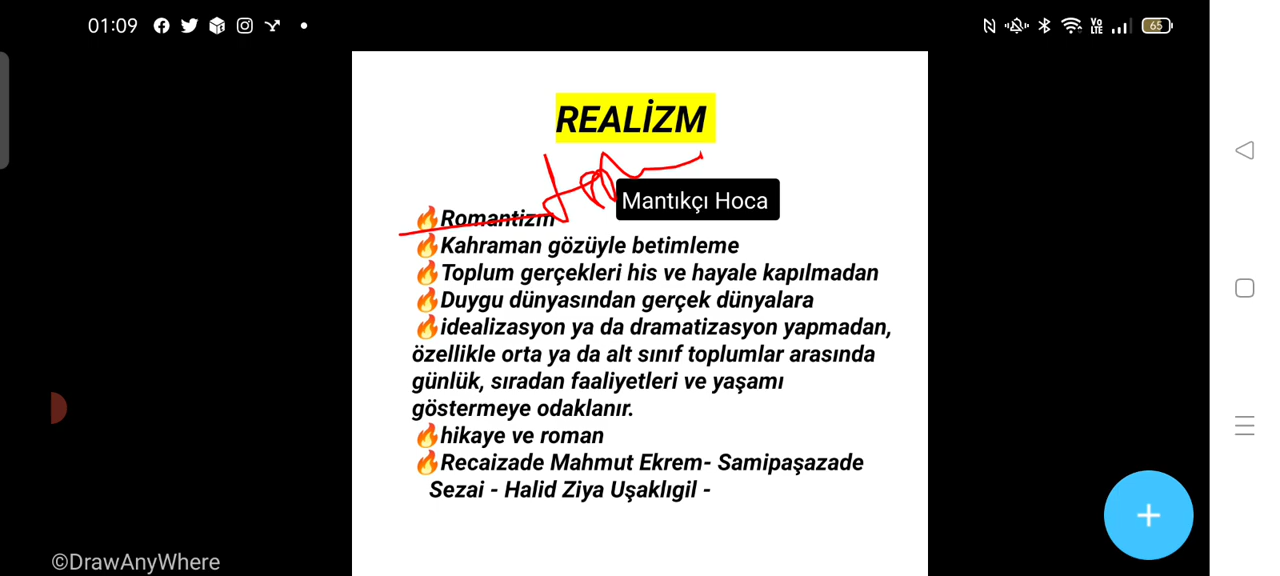 01:09
VO
LTE
65
REALİZM
Mantıkçı Hoca
🔥Romantizm
🔥Kahraman gözüyle betimleme
🔥Toplum gerçekleri his ve hayale kapılmadan
🔥Duygu dünyasından gerçek dünyalara
🔥idealizasyon ya da dramatizasyon yapmadan,
özellikle orta ya da alt sınıf toplumlar arasında
günlük, sıradan faaliyetleri ve yaşamı
göstermeye odaklanır.
🔥hikaye ve roman
🔥Recaizade Mahmut Ekrem- Samipaşazade
Sezai - Halid Ziya Uşaklıgil -
©DrawAnyWhere